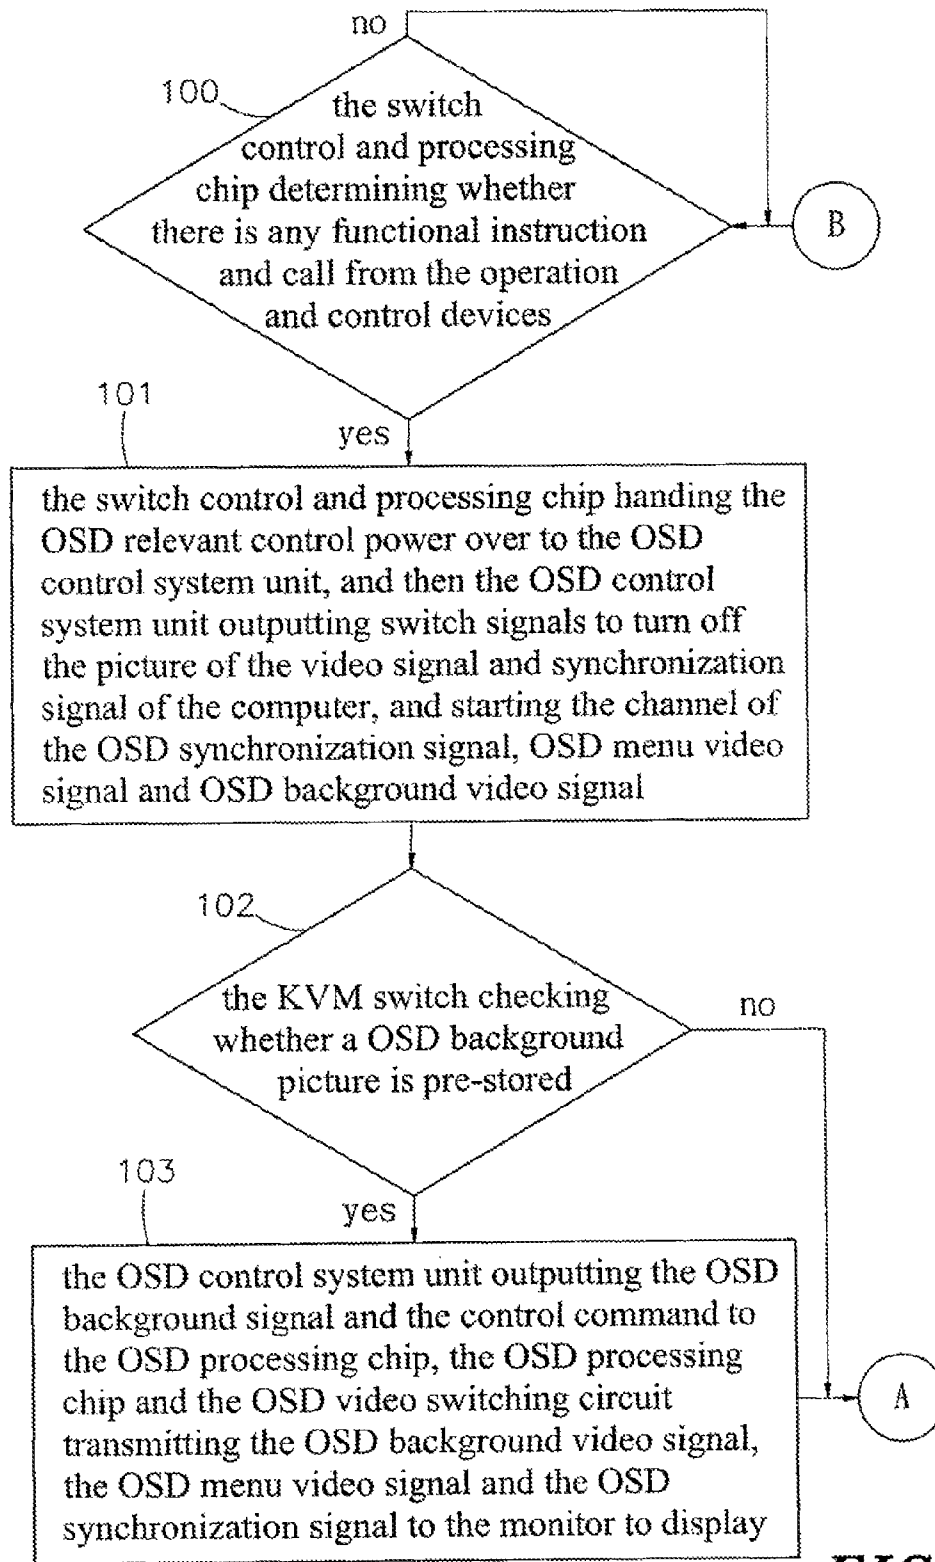 no
100
the switch
control and processing
chip determining whether
there is any functional instruction
and call from the operation
and control devices
B
101
yes
the switch control and processing chip handing the
OSD relevant control power over to the OSD
control system unit, and then the OSD control
system unit outputting switch signals to turn off
the picture of the video signal and synchronization
signal of the computer, and starting the channel of
the OSD synchronization signal, OSD menu video
signal and OSD background video signal
102
the KVM switch checking
whether a OSD background
picture is pre-stored
no
103
yes
the OSD control system unit outputting the OSD
background signal and the control command to
the OSD processing chip, the OSD processing
chip and the OSD video switching circuit
transmitting the OSD background video signal,
the OSD menu video signal and the OSD
synchronization signal to the monitor to display
A